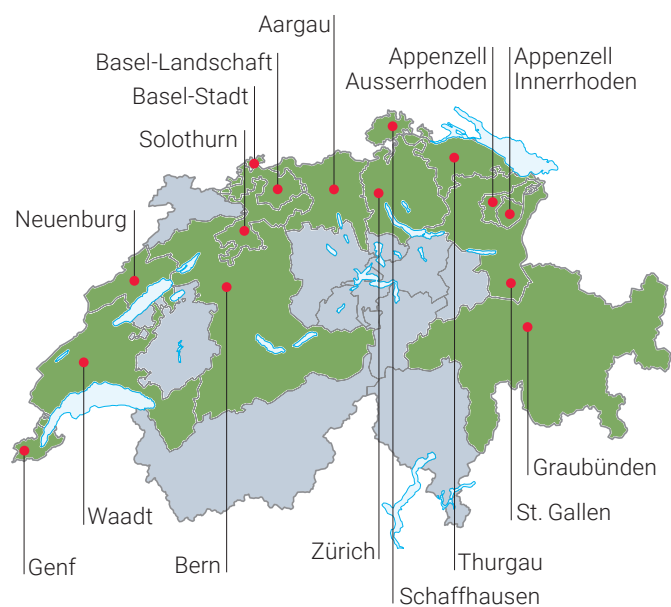 Aargau
Basel-Landschaft
Basel-Stadt
Solothurn
Neuenburg
Appenzell
Ausserrhoden
Appenzell
Innerrhoden
Graubünden
St. Gallen
Thurgau
Schaffhausen
Zürich
Bern
Waadt
Genf